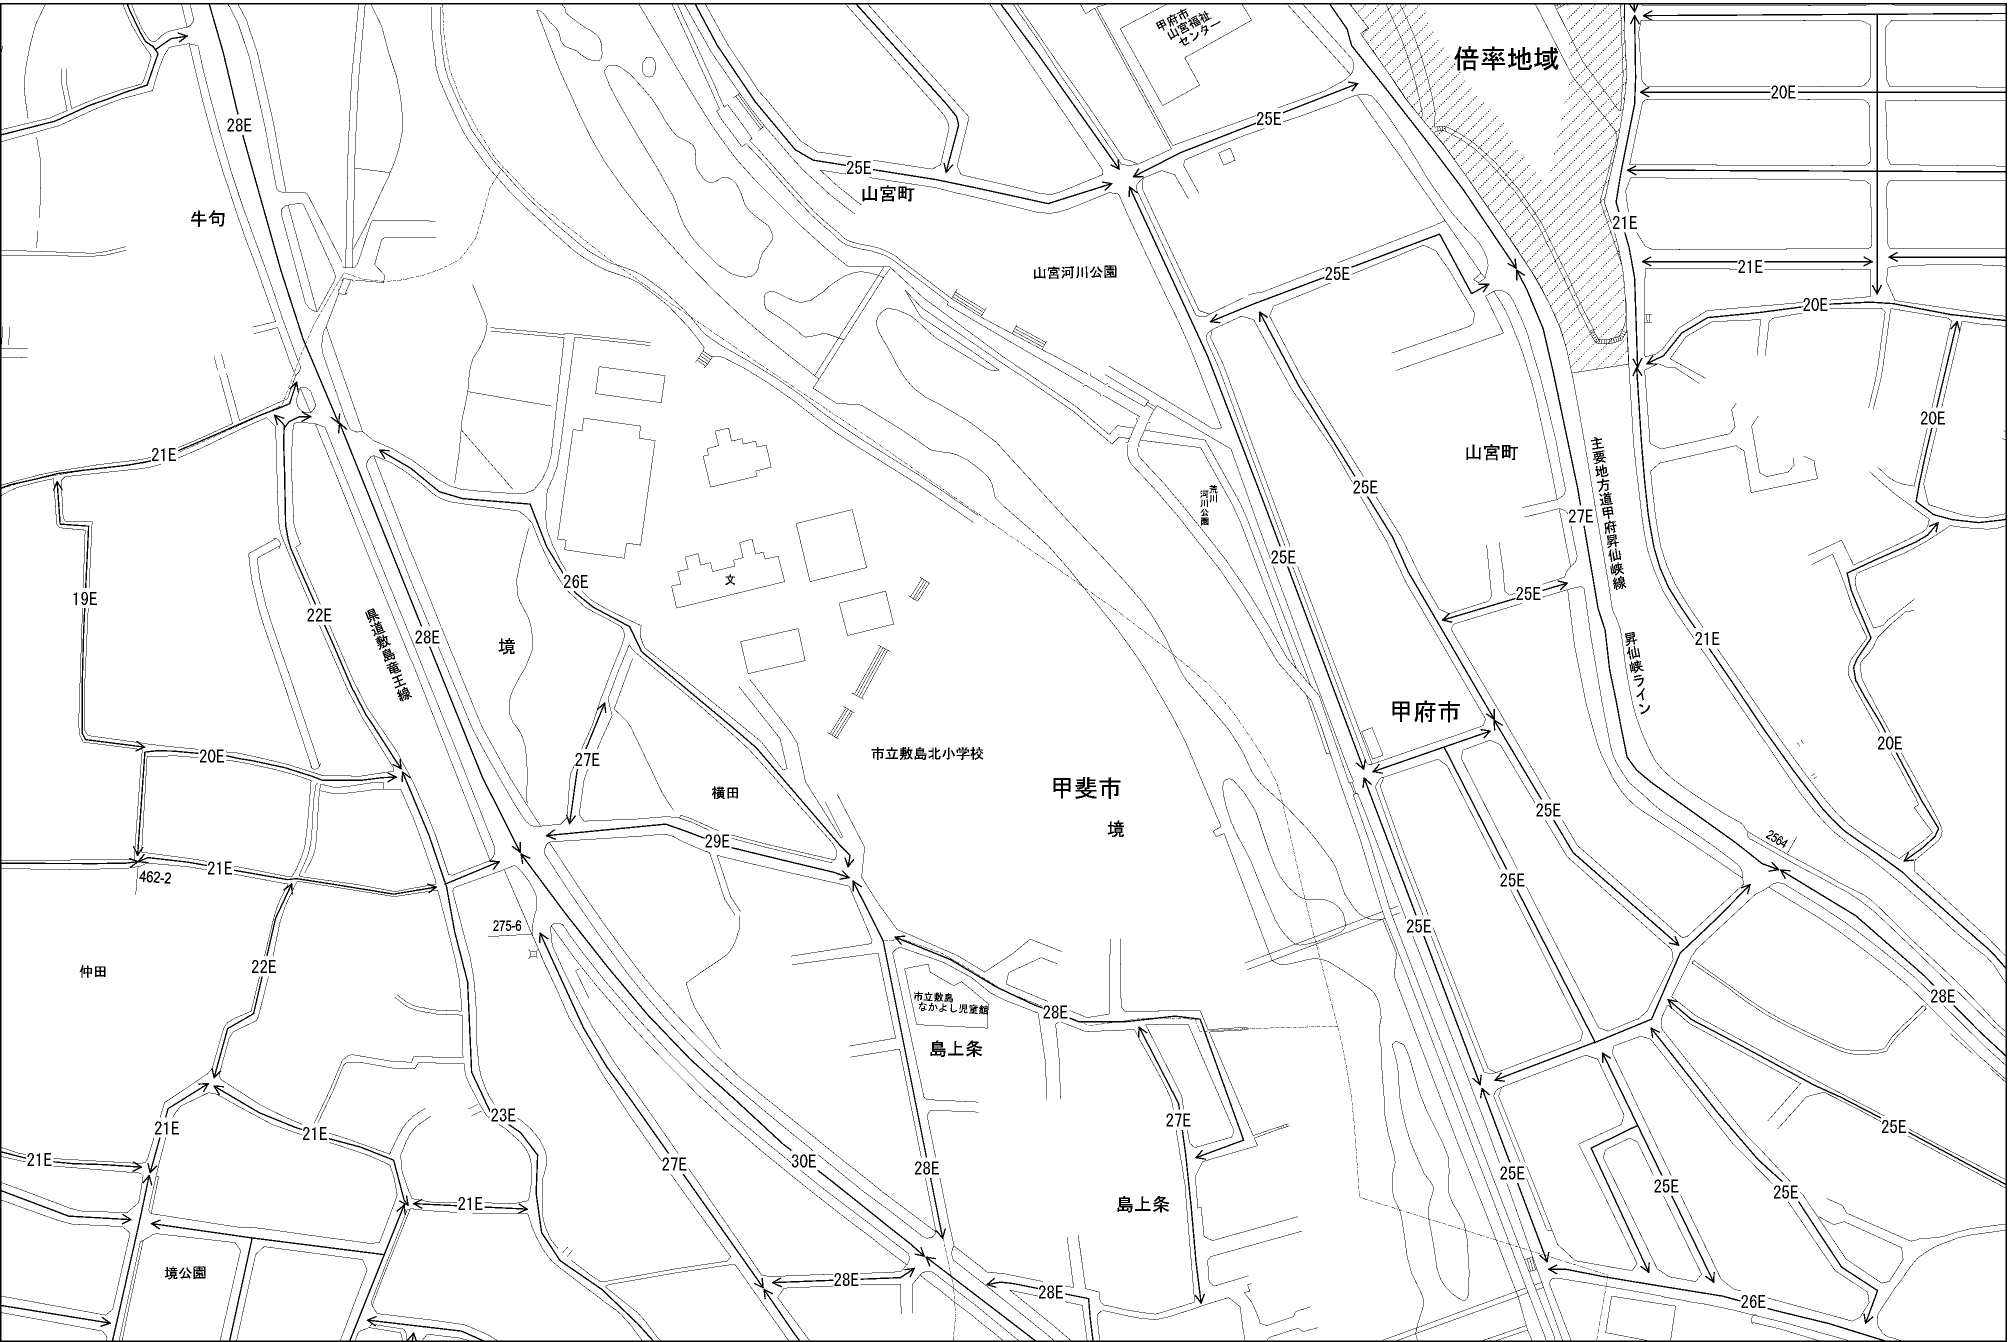 甲府市
山宮福祉
センター
倍率地域
20E
28E
25E
25E
山宮町
牛句
21E
山宮河川公園
25E
21E
20E
20E
21E
山宮町
主要地方道甲府昇仙峡線
荒川
河川公園
25E
27E
25E
26E
文
19E
22E
県道敷島竜王線
28E
境
25E
21E
昇仙峡ライン
甲府市
20E
20E
27E
市立敷島北小学校
横田
甲斐市
境
25E
29E
2564
21E
462-2
25E
275-6
25E
仲田
22E
28E
市立敷島
なかよし児童館
28E
島上条
23E
27E
25E
21E
21E
21E
27E
30E
28E
25E
25E
25E
21E
島上条
境公園
28E
28E
26E